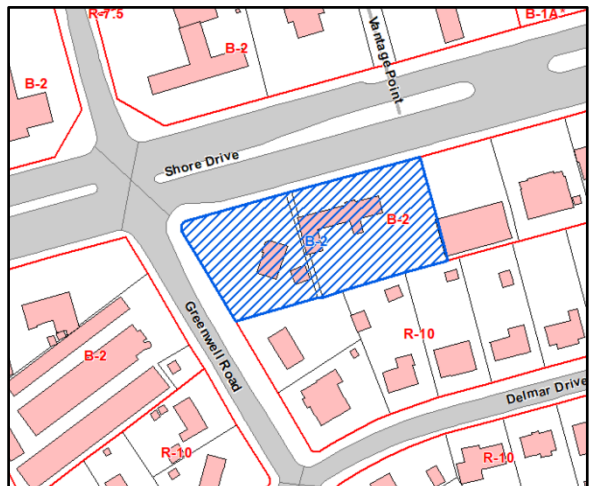 R-7.5
B-1A*
B-2
Vantage Point
B-2
Shore Drive
B-2
B-2
Greenwell Road
R-10
B-2
Delmar Drive
R-10
R-10